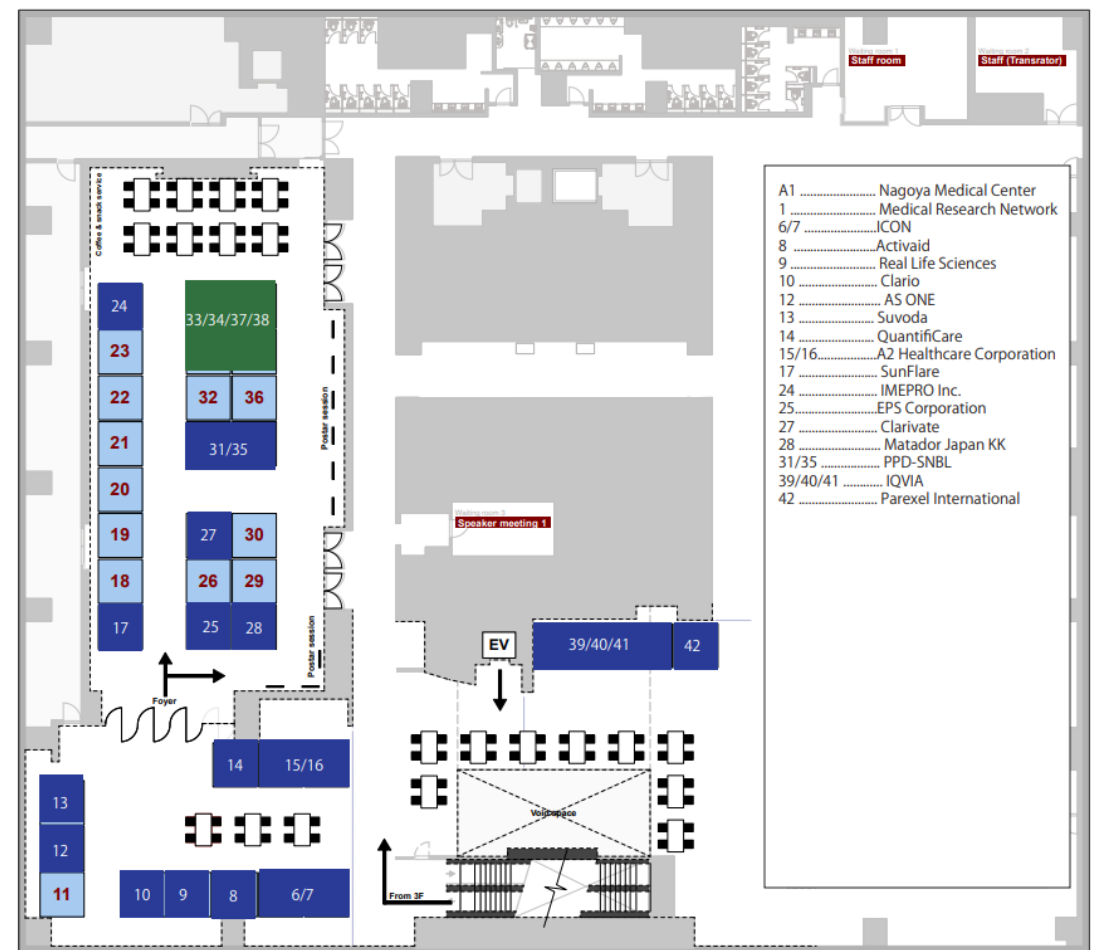 Waiting room 1
Staff room
Waiting room 2
Staff (Transrator)
Coffee & snack service
24
23
22
21
20
19
18
17
33/34/37/38
32
36
31/35
27
30
26
29
25
28
Postar session
Postar session
Foyer
Waiting room 3
Speaker meeting 1
EV
39/40/41
42
14
15/16
13
12
11
10
9
8
6/7
Void space
From 3F
A1 ......................... Nagoya Medical Center
1 ............................ Medical Research Network
6/7 ........................ICON
8 ...........................Activaid
9 ............................ Real Life Sciences
10 ......................... Clario
12 ........................... AS ONE
13 ......................... Suvoda
14 ......................... QuantifiCare
15/16....................A2 Healthcare Corporation
17 .......................... SunFlare
24 .......................... IMEPRO Inc.
25...........................EPS Corporation
27 .......................... Clarivate
28 .......................... Matador Japan KK
31/35 .................... PPD-SNBL
39/40/41 ............. IQVIA
42 .......................... Parexel International